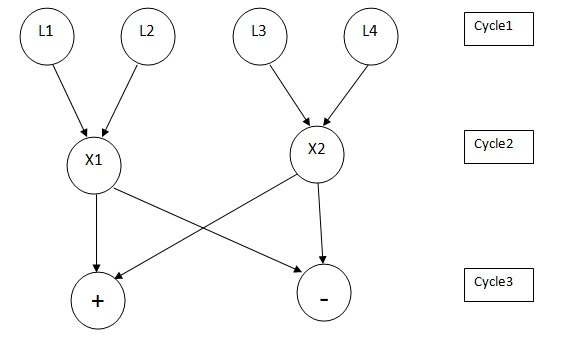 L1 L2 L3 L4 Cycle1
X1 X2 Cycle2
+ - Cycle3